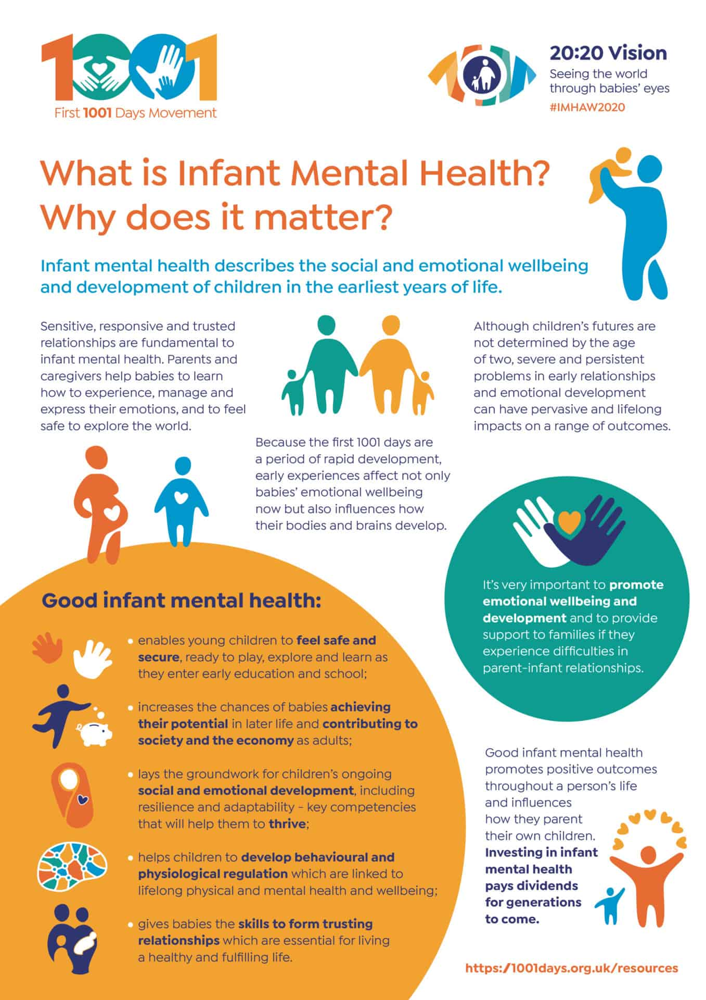 1001
First 1001 Days Movement
20:20 Vision
Seeing the world
through babies' eyes
#IMHAW2020
What is Infant Mental Health?
Why does it matter?
Infant mental health describes the social and emotional wellbeing
and development of children in the earliest years of life.
Sensitive, responsive and trusted
relationships are fundamental to
infant mental health. Parents and
caregivers help babies to learn
how to experience, manage and
express their emotions, and to feel
safe to explore the world.
Because the first 1001 days are
a period of rapid development,
early experiences affect not only
babies' emotional wellbeing
now but also influences how
their bodies and brains develop.
Although children's futures are
not determined by the age
of two, severe and persistent
problems in early relationships
and emotional development
can have pervasive and lifelong
impacts on a range of outcomes.
It's very important to promote
emotional wellbeing and
development and to provide
support to families if they
experience difficulties in
parent-infant relationships.
Good infant mental health:
• enables young children to feel safe and
secure, ready to play, explore and learn as
they enter early education and school;
• increases the chances of babies achieving
their potential in later life and contributing to
society and the economy as adults;
• lays the groundwork for children's ongoing
social and emotional development, including
resilience and adaptability - key competencies
that will help them to thrive;
• helps children to develop behavioural and
physiological regulation which are linked to
lifelong physical and mental health and wellbeing;
• gives babies the skills to form trusting
relationships which are essential for living
a healthy and fulfilling life.
Good infant mental health
promotes positive outcomes
throughout a person's life
and influences
how they parent
their own children.
Investing in infant
mental health
pays dividends
for generations
to come.
https://1001days.org.uk/resources